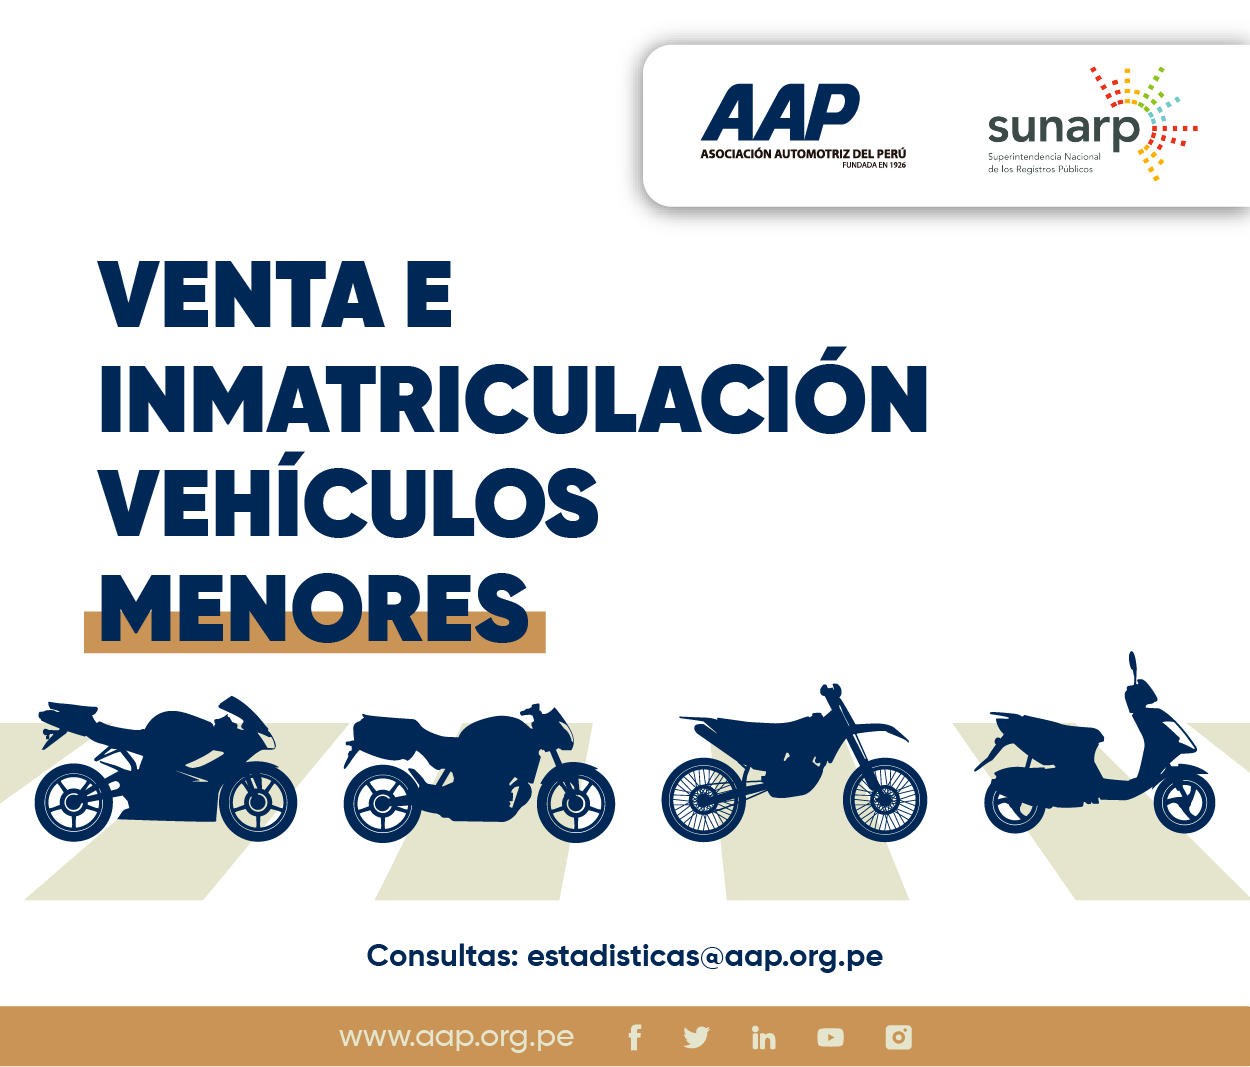 AAP
ASOCIACIÓN AUTOMOTRIZ DEL PERÚ
FUNDADA EN 1926
sunarp
Superintendencia Nacional
de los Registros Públicos
VENTA E
INMATRICULACIÓN
VEHÍCULOS
MENORES
Consultas: estadisticas@aap.org.pe
www.aap.org.pe